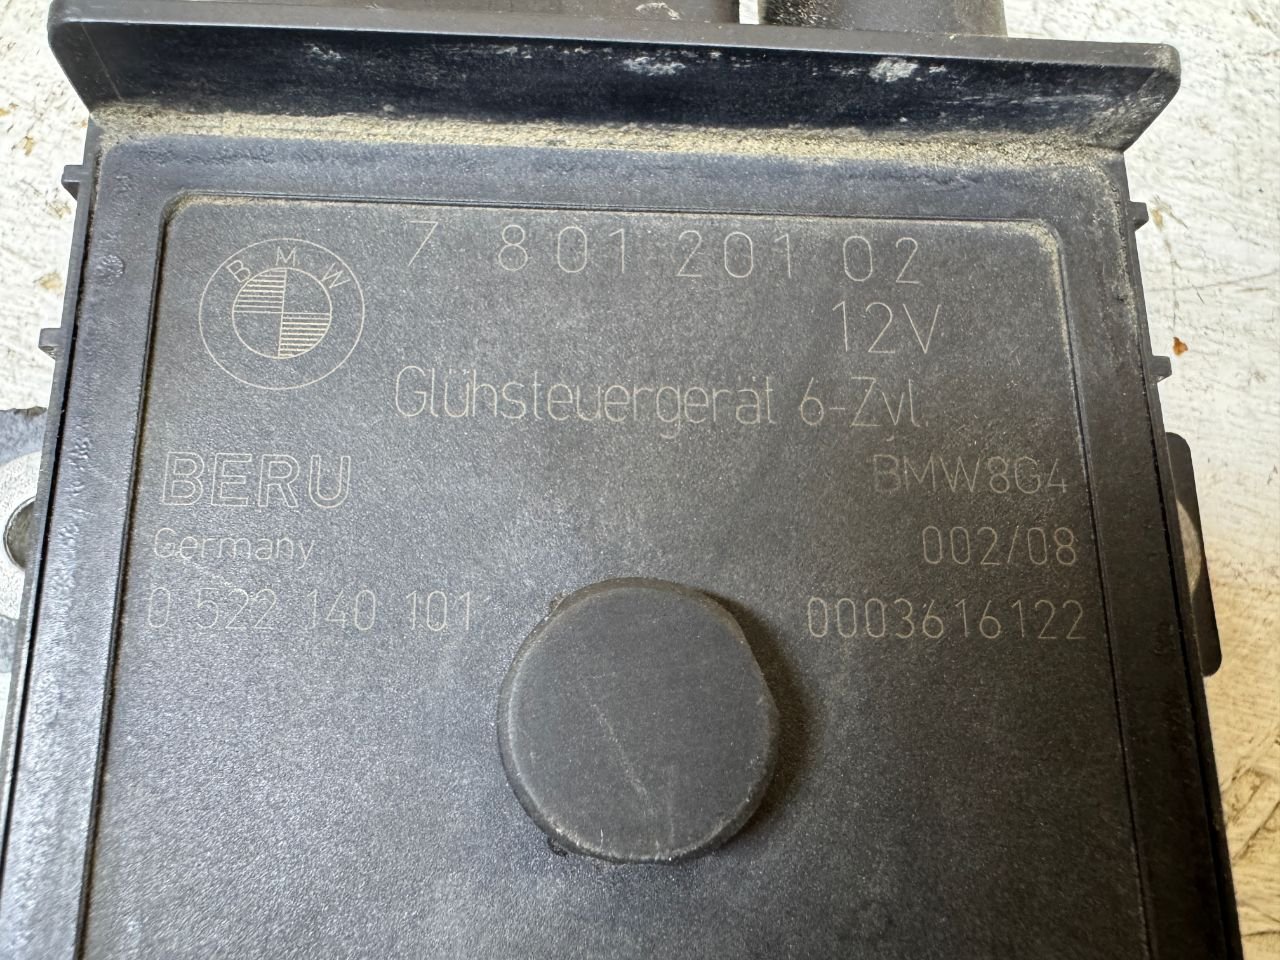 BMW
7 801 201 02
12V
Glühsteuergerät 6-Zyl.
BERU
BMW8G4
Germany
002/08
0 522 140 101
0003616122